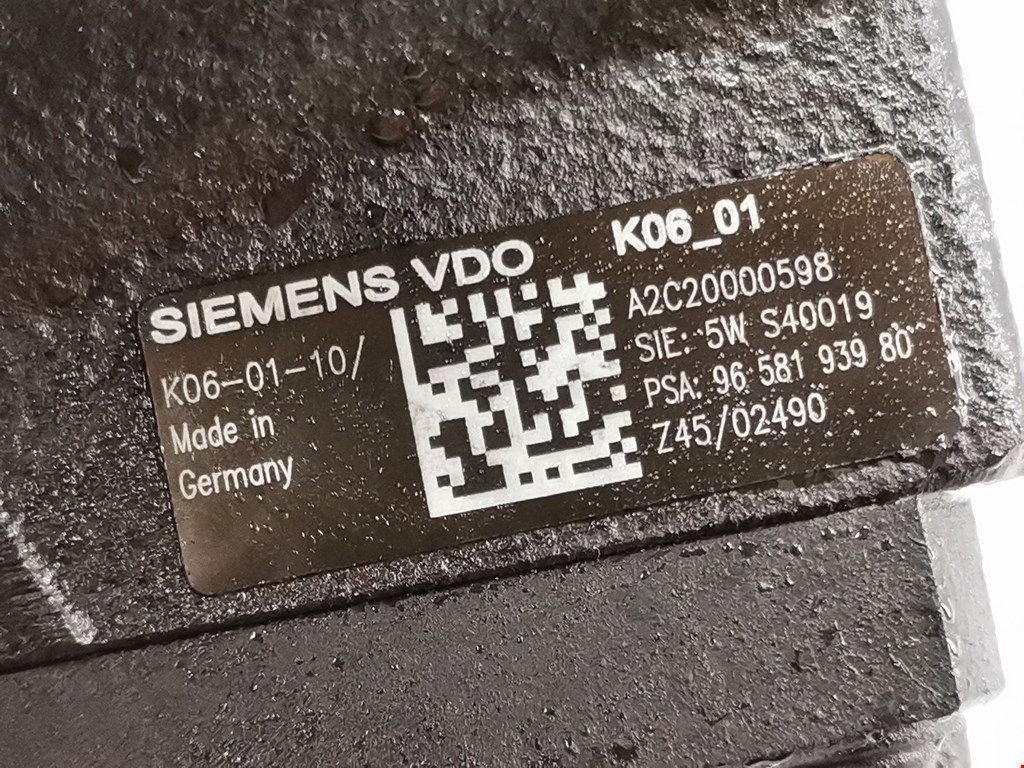 SIEMENS VDO
K06_01
K06-01-10/
Made in
Germany
A2C20000598
SIE: 5W S40019
PSA: 96 581 939 80
Z45/02490